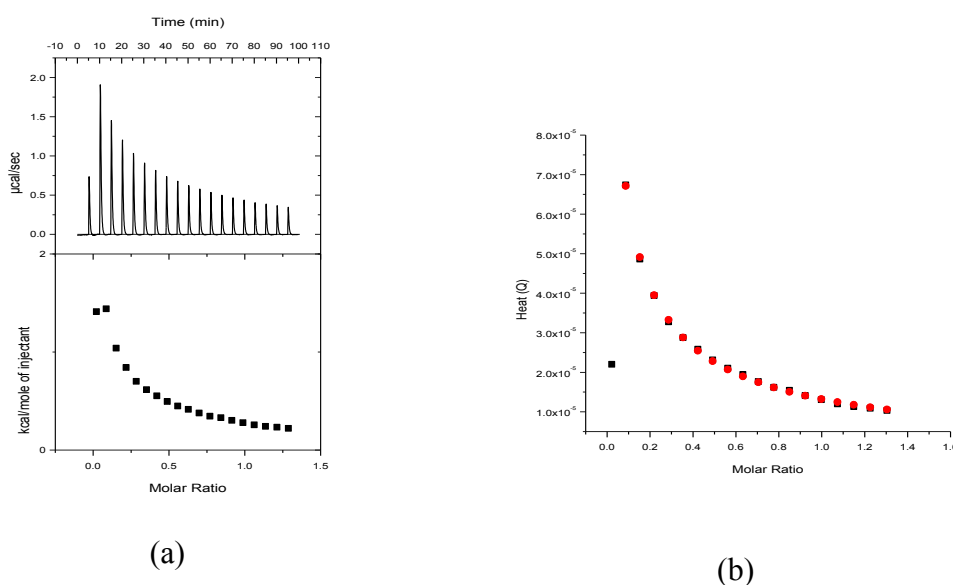 Time (min)
-10 0 10 20 30 40 50 60 70 80 90 100 110
2.0
1.5
1.0
0.5
0.0
µcal/sec
2
0
kcal/mole of injectant
0.0 0.5 1.0 1.5
Molar Ratio
(a)
8.0x10⁻⁵
7.0x10⁻⁵
6.0x10⁻⁵
5.0x10⁻⁵
4.0x10⁻⁵
3.0x10⁻⁵
2.0x10⁻⁵
1.0x10⁻⁵
Heat (Q)
0.0 0.2 0.4 0.6 0.8 1.0 1.2 1.4
Molar Ratio
(b)